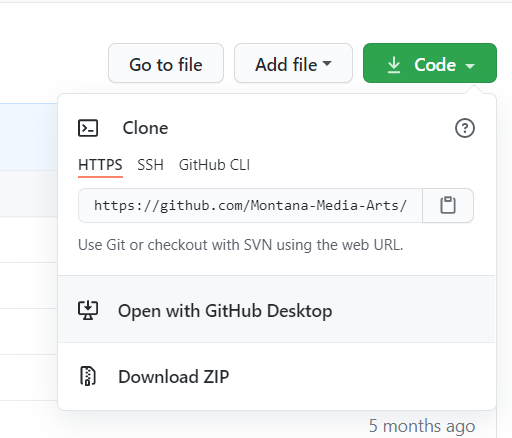 Go to file Add file Code
Clone
HTTPS SSH GitHub CLI
https://github.com/Montana-Media-Arts/
Use Git or checkout with SVN using the web URL.
Open with GitHub Desktop
Download ZIP
5 months ago